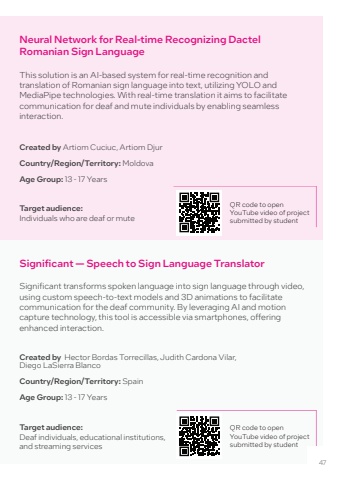 Neural Network for Real-time Recognizing Dactel
Romanian Sign Language
This solution is an AI-based system for real-time recognition and
translation of Romanian sign language into text, utilizing YOLO and
MediaPipe technologies. With real-time translation it aims to facilitate
communication for deaf and mute individuals by enabling seamless
interaction.
Created by Artiom Cuciuc, Artiom Djur
Country/Region/Territory: Moldova
Age Group: 13 - 17 Years
Target audience:
Individuals who are deaf or mute
QR code to open
YouTube video of project
submitted by student
Significant — Speech to Sign Language Translator
Significant transforms spoken language into sign language through video,
using custom speech-to-text models and 3D animations to facilitate
communication for the deaf community. By leveraging AI and motion
capture technology, this tool is accessible via smartphones, offering
enhanced interaction.
Created by Hector Bordas Torrecillas, Judith Cardona Vilar,
Diego LaSierra Blanco
Country/Region/Territory: Spain
Age Group: 13 - 17 Years
Target audience:
Deaf individuals, educational institutions,
and streaming services
QR code to open
YouTube video of project
submitted by student
47